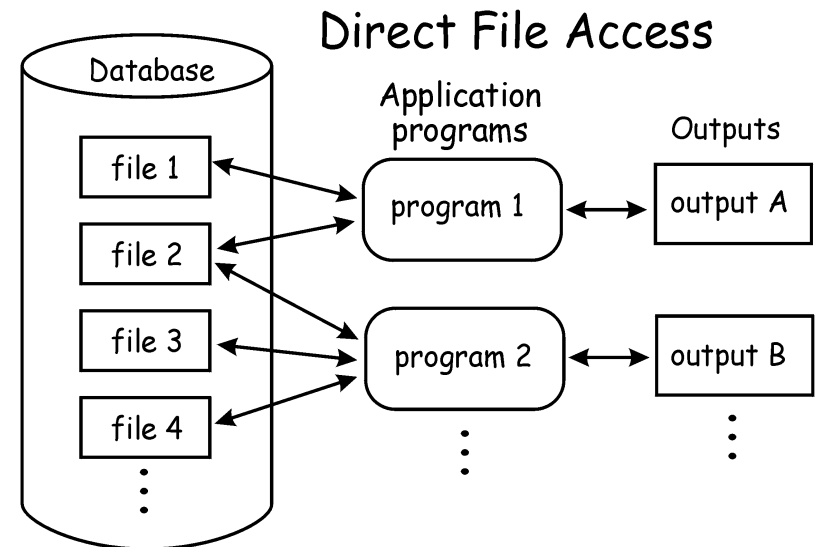 Direct File Access
Database
Application
programs
Outputs
file 1
program 1
output A
file 2
file 3
program 2
output B
file 4